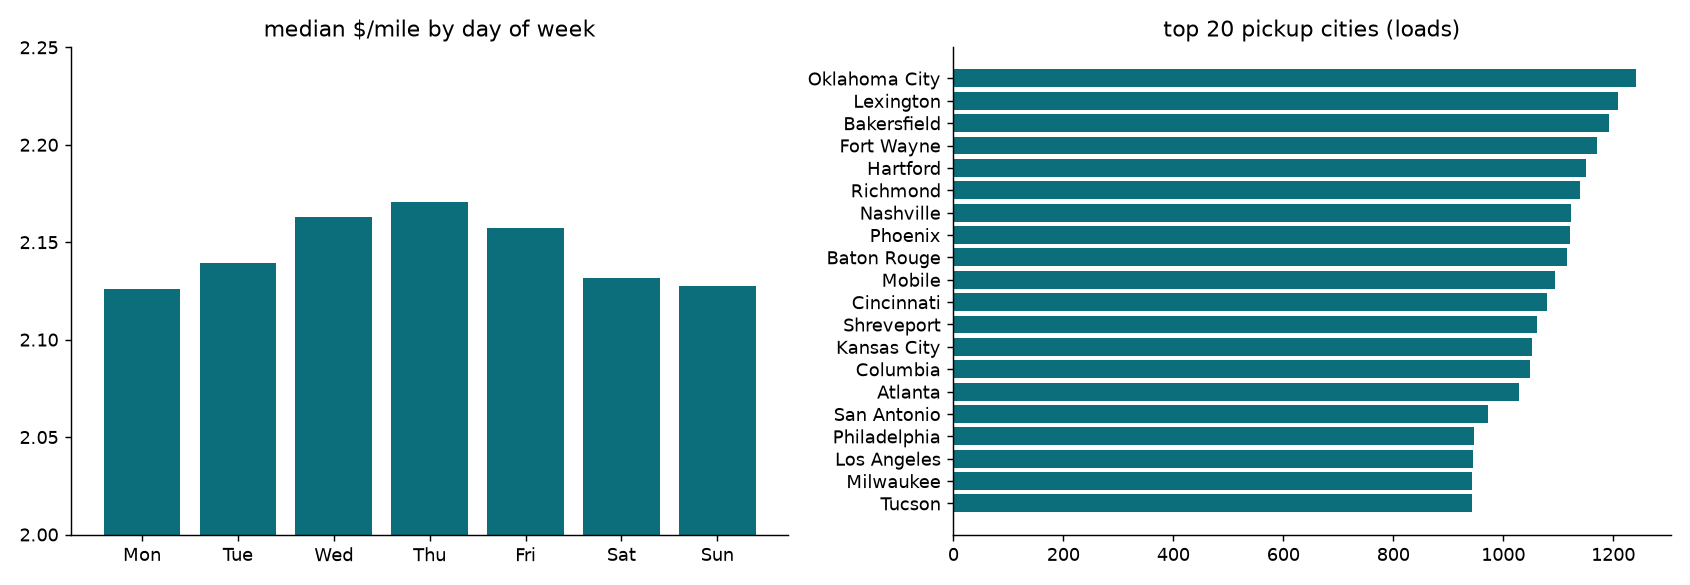 median $/mile by day of week
2.25
2.20
2.15
2.10
2.05
2.00
Mon Tue Wed Thu Fri Sat Sun
top 20 pickup cities (loads)
Oklahoma City
Lexington
Bakersfield
Fort Wayne
Hartford
Richmond
Nashville
Phoenix
Baton Rouge
Mobile
Cincinnati
Shreveport
Kansas City
Columbia
Atlanta
San Antonio
Philadelphia
Los Angeles
Milwaukee
Tucson
0 200 400 600 800 1000 1200